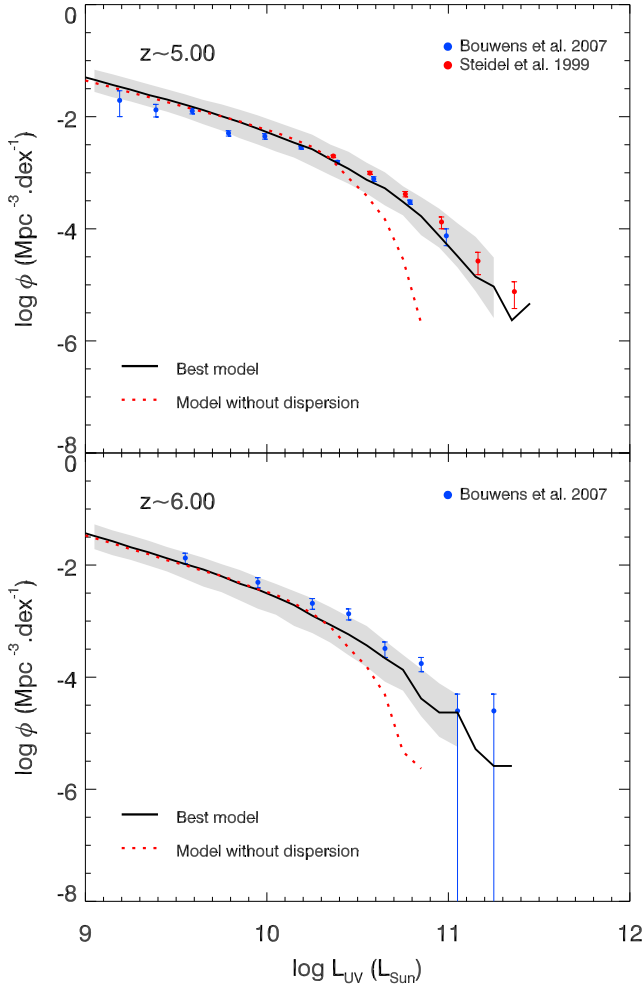 0
z~5.00
Bouwens et al. 2007
Steidel et al. 1999
-2
log ϕ (Mpc⁻³.dex⁻¹)
-4
-6
Best model
Model without dispersion
-8
0
z~6.00
Bouwens et al. 2007
-2
log ϕ (Mpc⁻³.dex⁻¹)
-4
-6
Best model
Model without dispersion
-8
9 10 11 12
log L_UV (L_Sun)